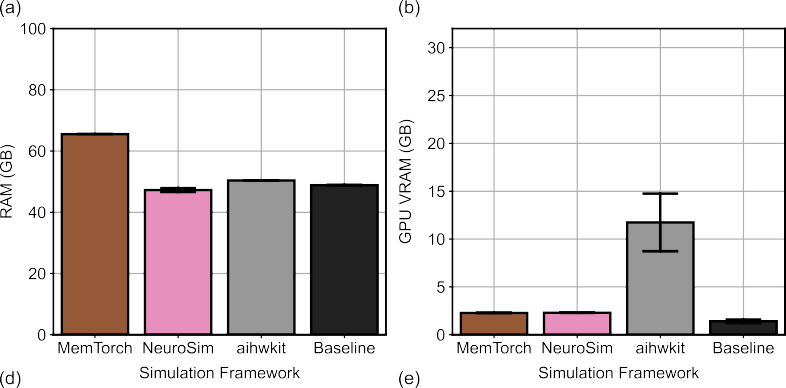 (a)
(b)
100
80
60
40
20
0
RAM (GB)
MemTorch NeuroSim aihwkit Baseline
Simulation Framework
30
25
20
15
10
5
0
GPU VRAM (GB)
MemTorch NeuroSim aihwkit Baseline
Simulation Framework
(d)
(e)